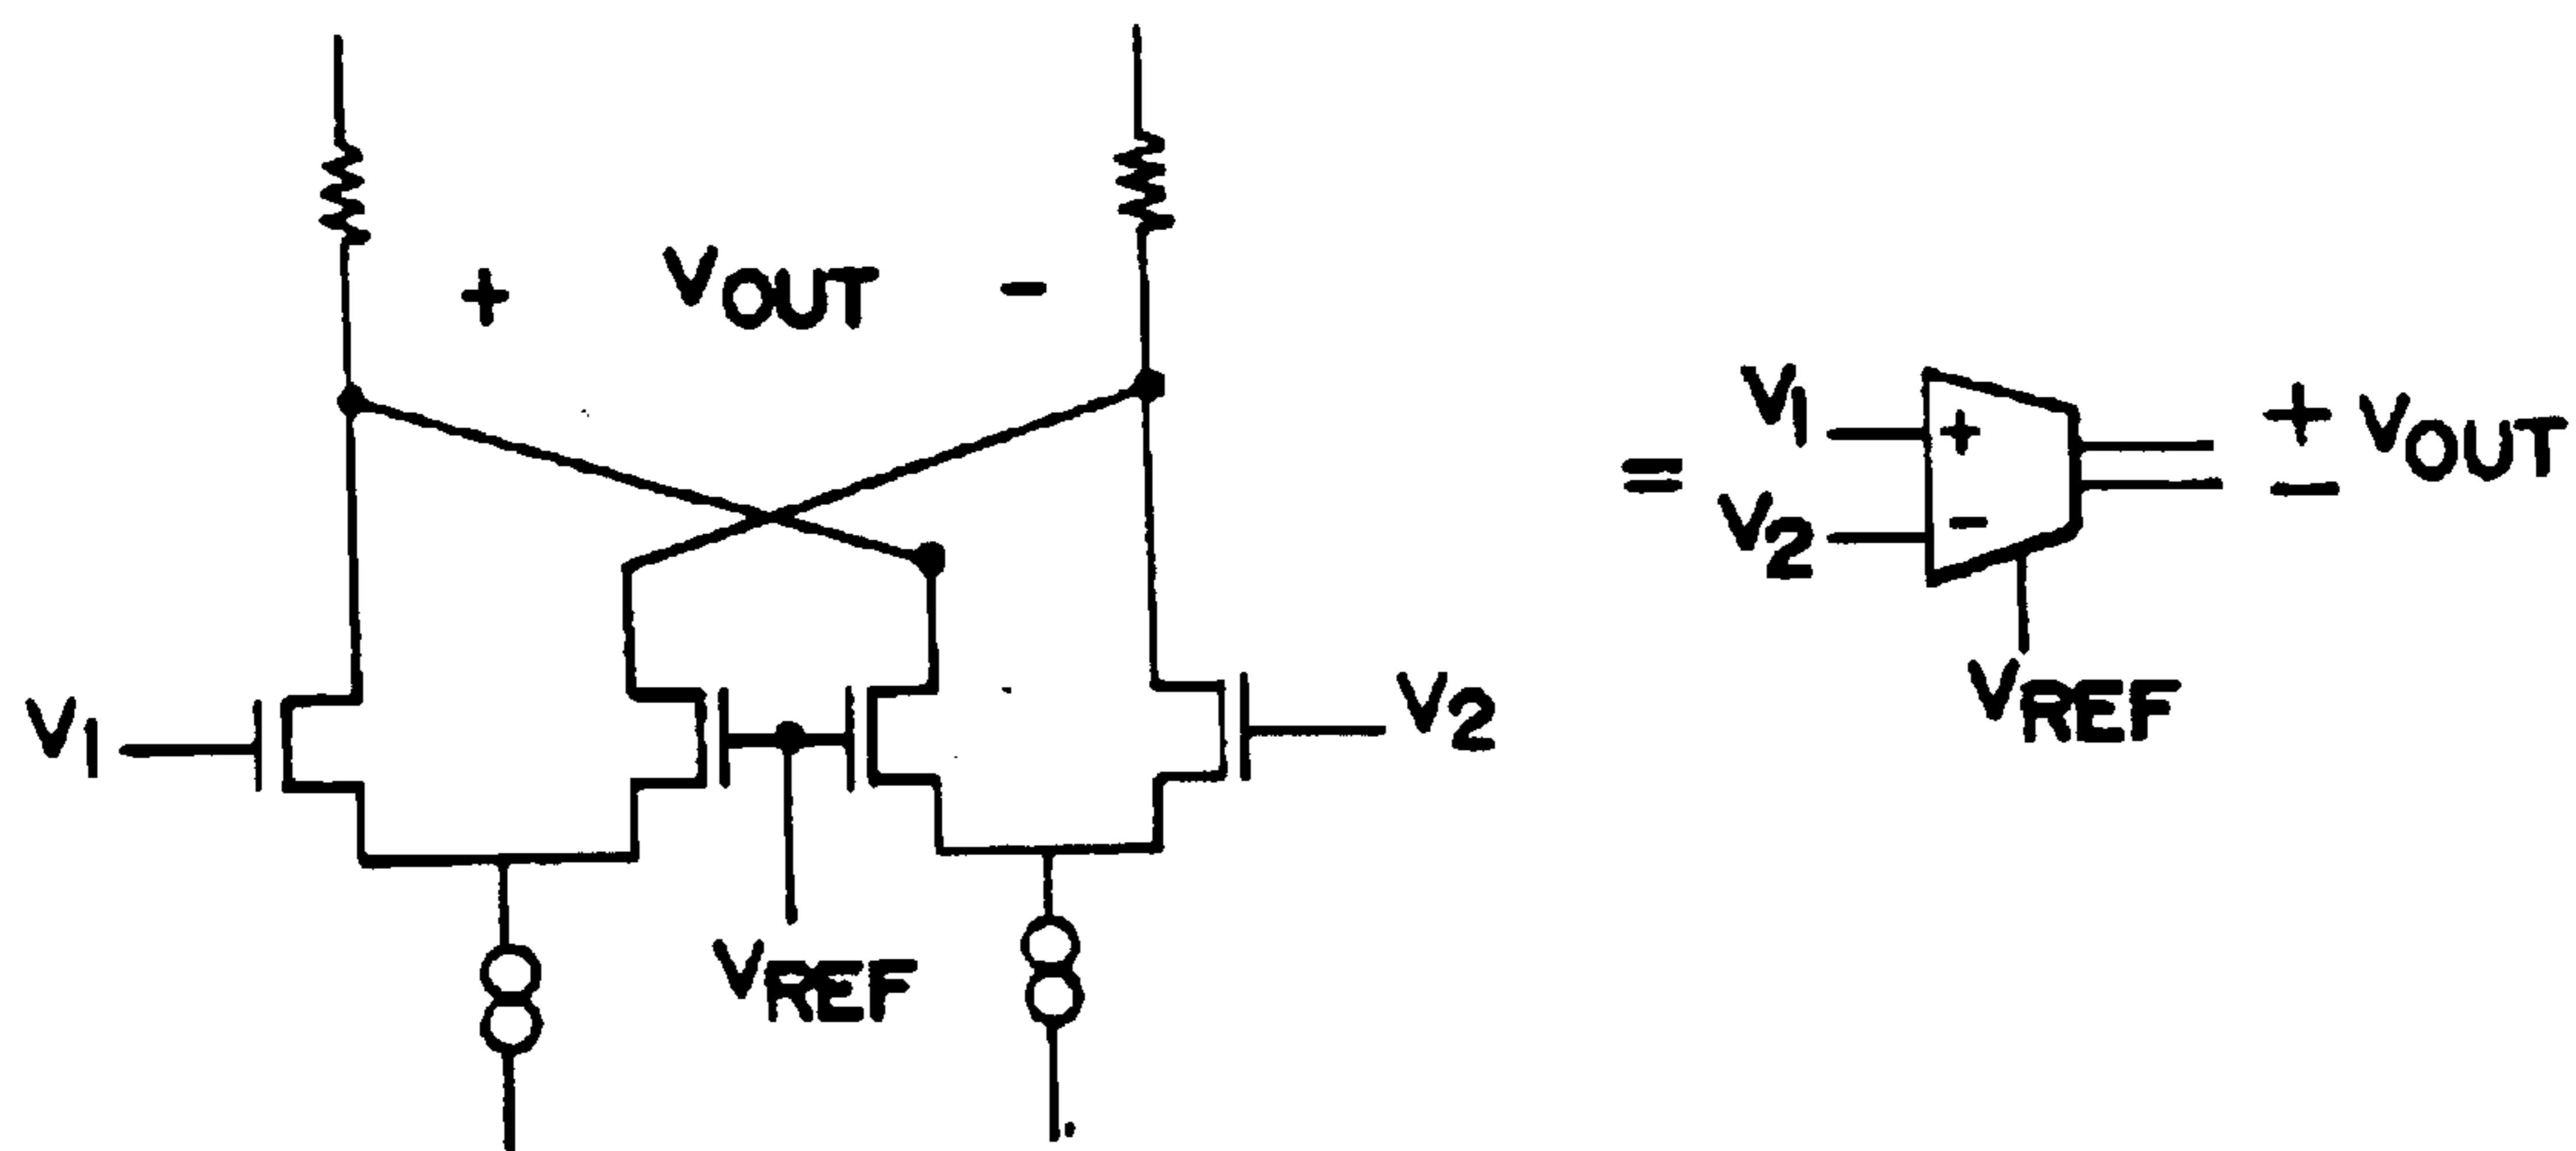 + VOUT -
V1
V2
VREF
=
V1
+
V2
-
+ VOUT
-
VREF